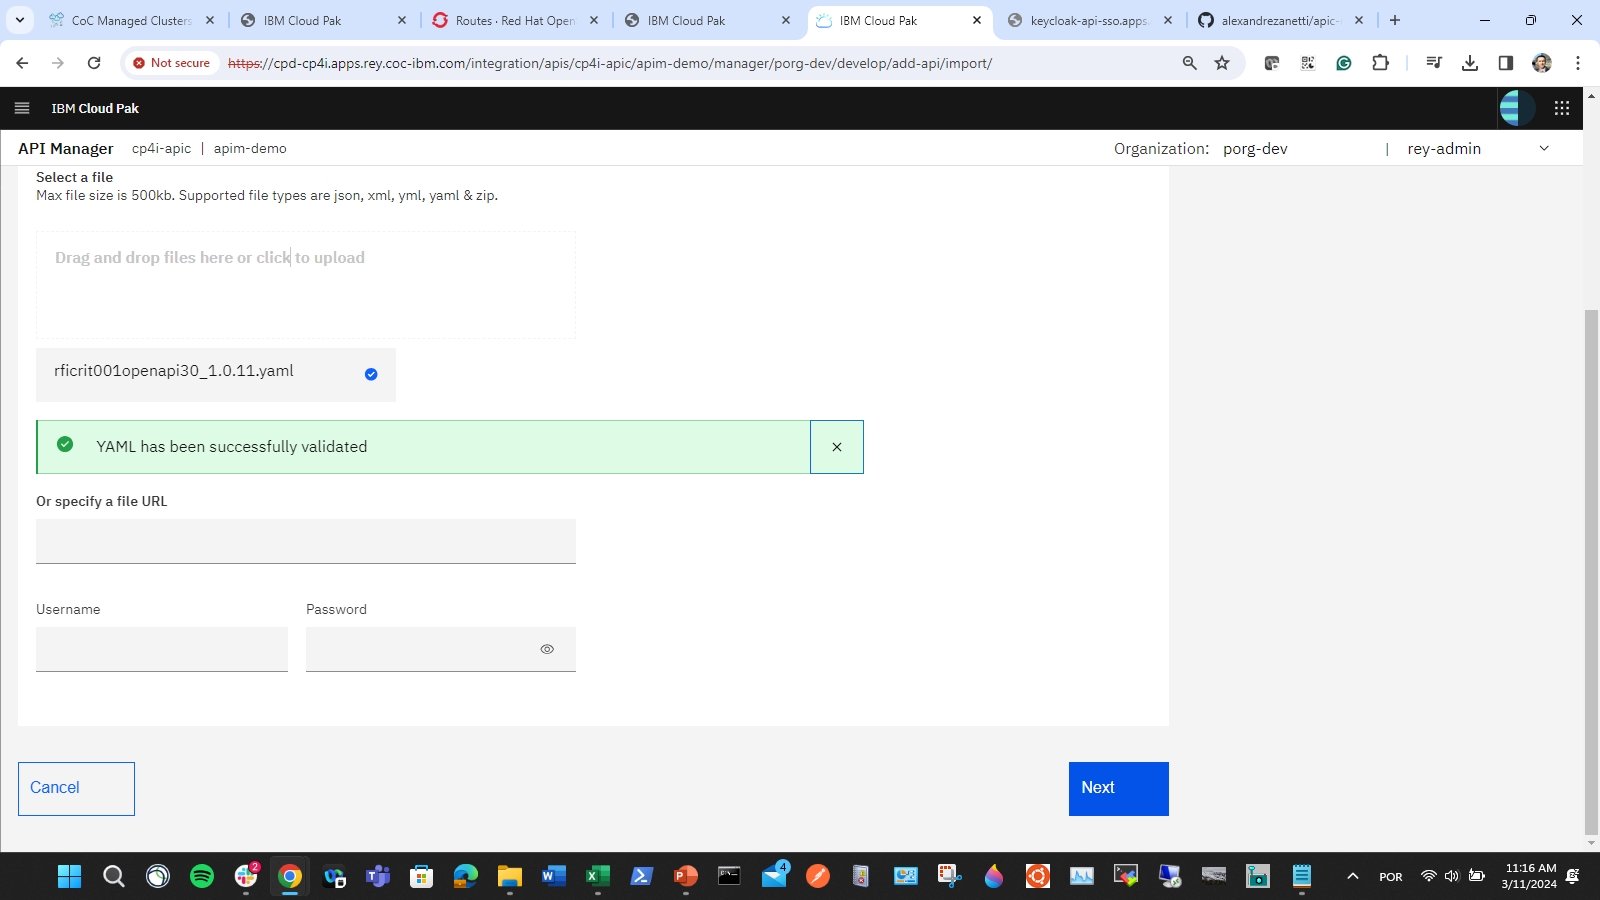 CoC Managed Clusters
IBM Cloud Pak
Routes · Red Hat Open
IBM Cloud Pak
IBM Cloud Pak
keycloak-api-sso.apps.
alexandrezanetti/apic-
Not secure
https://cpd-cp4i.apps.rey.coc-ibm.com/integration/apis/cp4i-apic/apim-demo/manager/porg-dev/develop/add-api/import/
IBM Cloud Pak
API Manager cp4i-apic | apim-demo
Organization: porg-dev | rey-admin
Select a file
Max file size is 500kb. Supported file types are json, xml, yml, yaml & zip.
Drag and drop files here or click to upload
rficrit001openapi30_1.0.11.yaml
YAML has been successfully validated
Or specify a file URL
Username
Password
Cancel
Next
2
4
POR
11:16 AM
3/11/2024